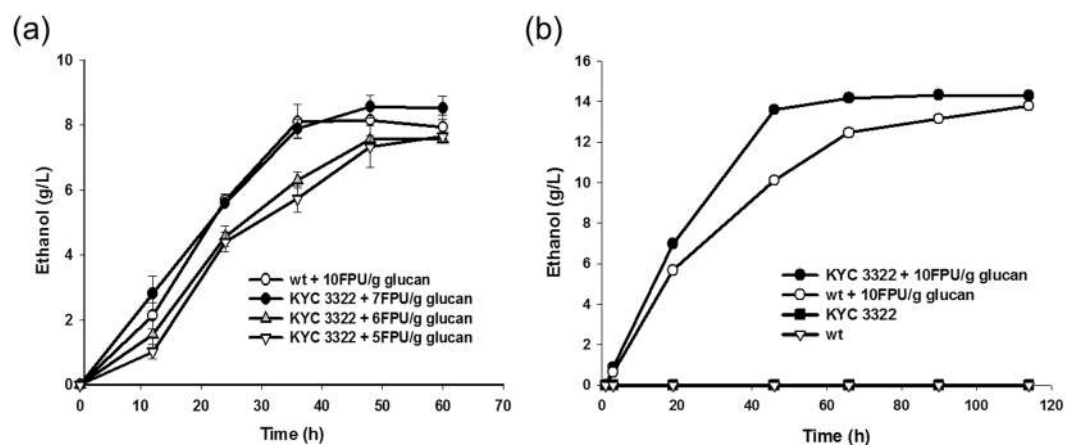 (a)
10
8
6
4
2
0
Ethanol (g/L)
0 10 20 30 40 50 60 70
Time (h)
wt + 10FPU/g glucan
KYC 3322 + 7FPU/g glucan
KYC 3322 + 6FPU/g glucan
KYC 3322 + 5FPU/g glucan
(b)
16
14
12
10
8
6
4
2
0
Ethanol (g/L)
0 20 40 60 80 100 120
Time (h)
KYC 3322 + 10FPU/g glucan
wt + 10FPU/g glucan
KYC 3322
wt